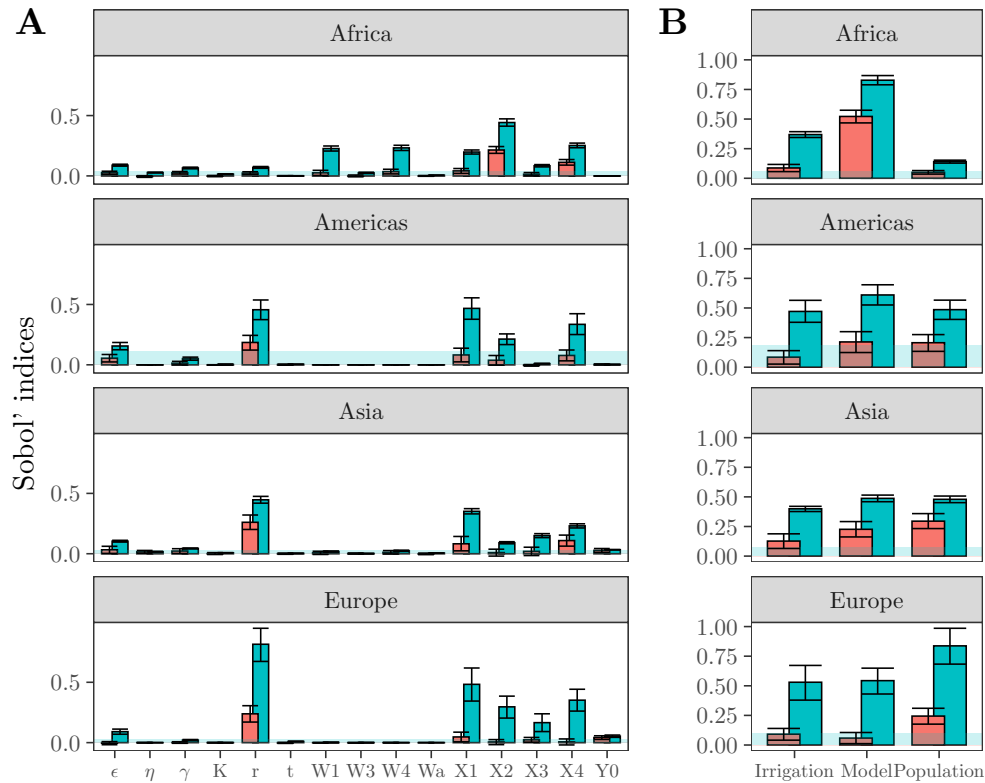 A
B
Sobol' indices
Africa
0.5
0.0
Americas
0.5
0.0
Asia
0.5
0.0
Europe
0.5
0.0
ϵ η γ K r t W1 W3 W4 Wa X1 X2 X3 X4 Y0
Africa
1.00
0.75
0.50
0.25
0.00
Americas
1.00
0.75
0.50
0.25
0.00
Asia
1.00
0.75
0.50
0.25
0.00
Europe
1.00
0.75
0.50
0.25
0.00
Irrigation Model Population